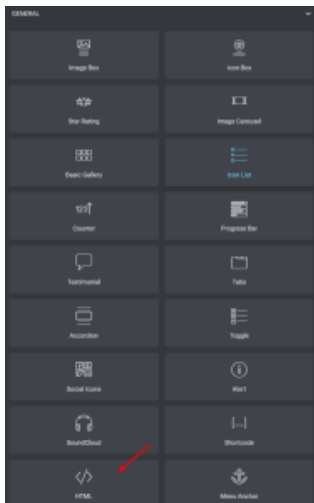 GENERAL
Image Box
Icon Box
Star Rating
Image Carousel
Basic Gallery
Icon List
123
Counter
Progress Bar
Testimonial
Tabs
Accordion
Toggle
Social Icons
Alert
SoundCloud
[...]
Shortcode
</>
HTML
Menu Anchor